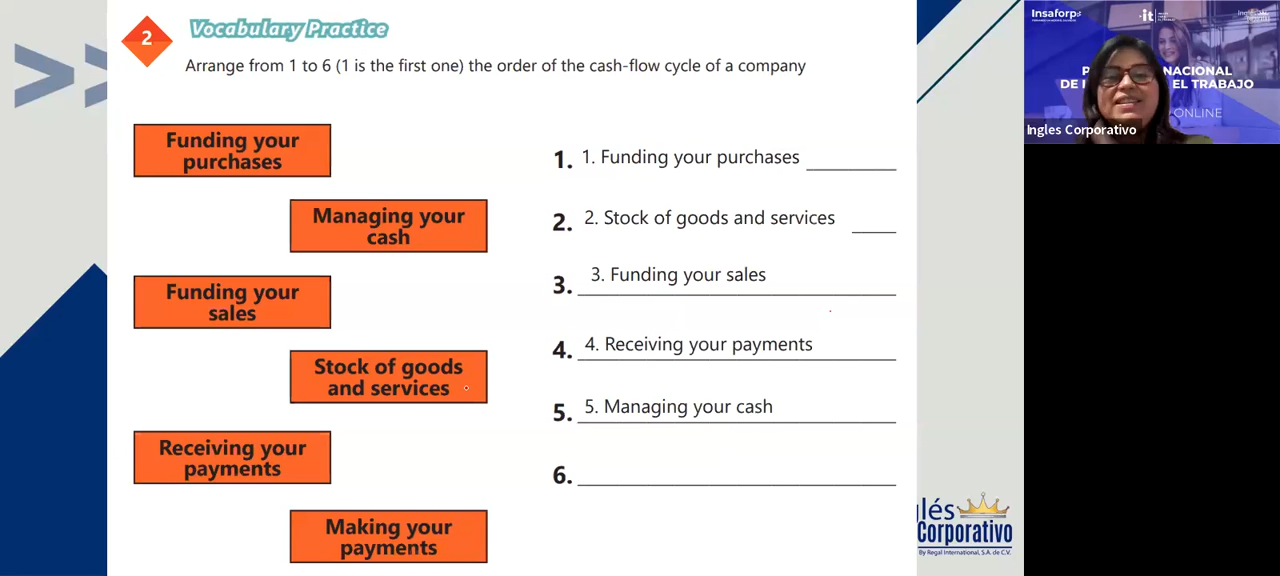 2
Vocabulary Practice
Arrange from 1 to 6 (1 is the first one) the order of the cash-flow cycle of a company
Funding your
purchases
Managing your
cash
Funding your
sales
Stock of goods
and services
Receiving your
payments
Making your
payments
1. 1. Funding your purchases
2. 2. Stock of goods and services
3. 3. Funding your sales
4. 4. Receiving your payments
5. 5. Managing your cash
6.
glés
Corporativo
By Regal International, S.A. de C.V.
Insaforp
it
NACIONAL
DE
EL TRABAJO
ONLINE
Ingles Corporativo